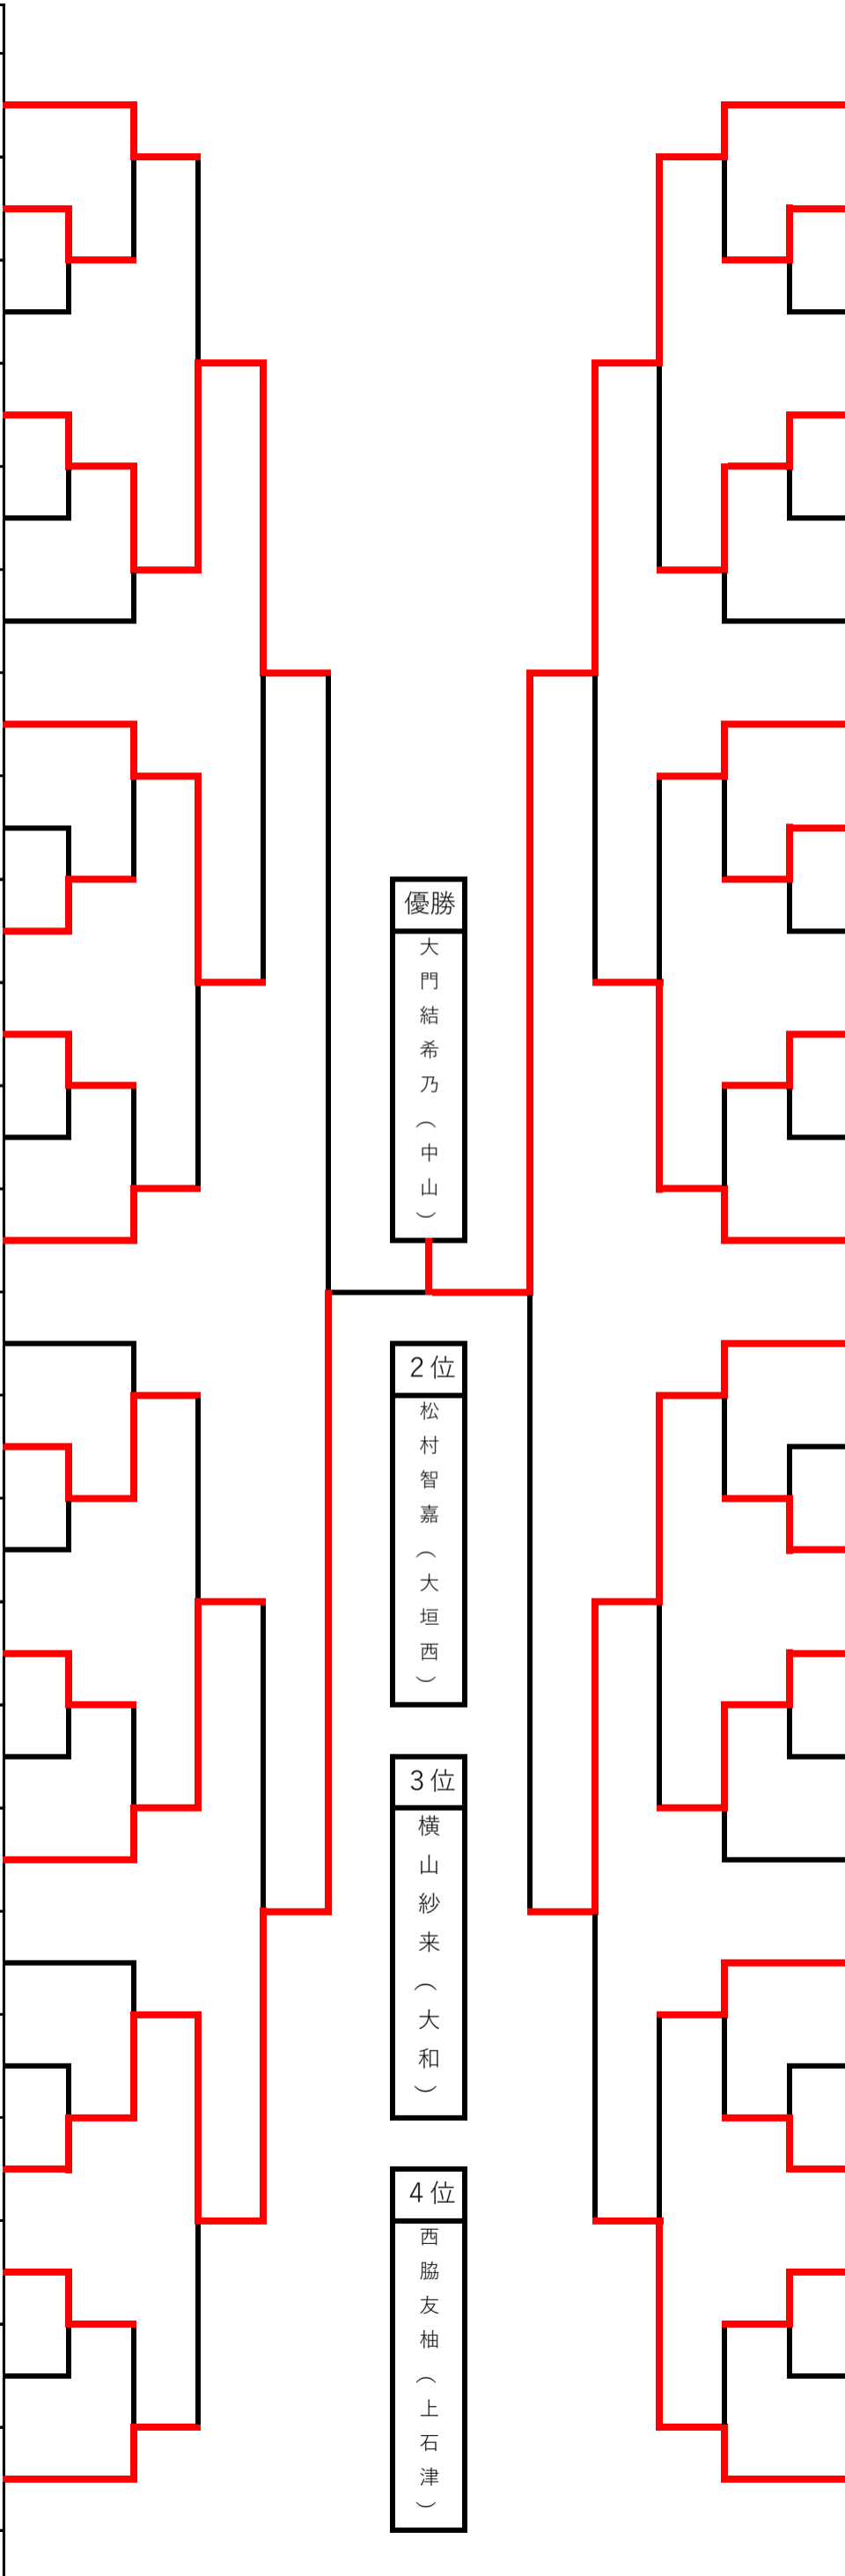 優勝
大門結希乃（中山）
2位
松村智嘉（大垣西）
3位
横山紗来（大和）
4位
西脇友柚（上石津）